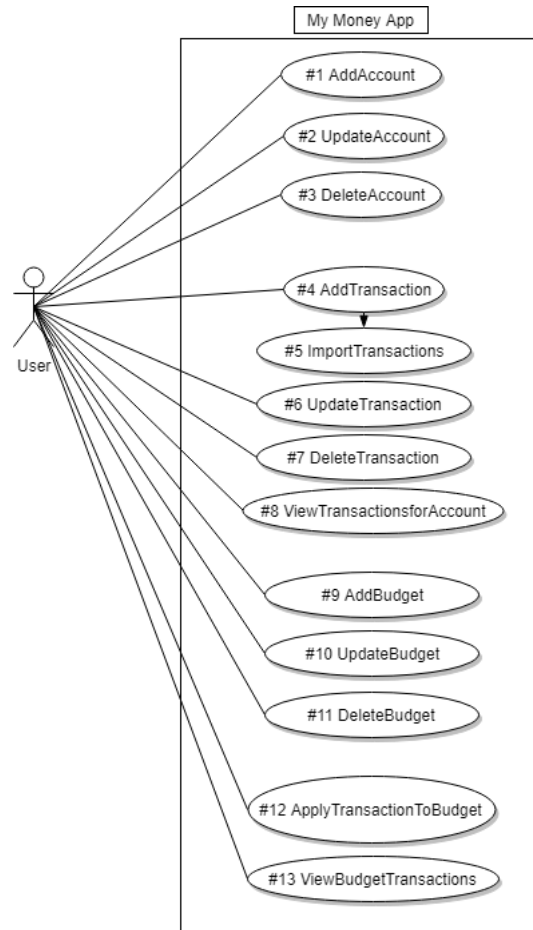 My Money App
#1 AddAccount
#2 UpdateAccount
#3 DeleteAccount
#4 AddTransaction
User
#5 ImportTransactions
#6 UpdateTransaction
#7 DeleteTransaction
#8 ViewTransactionsforAccount
#9 AddBudget
#10 UpdateBudget
#11 DeleteBudget
#12 ApplyTransactionToBudget
#13 ViewBudgetTransactions